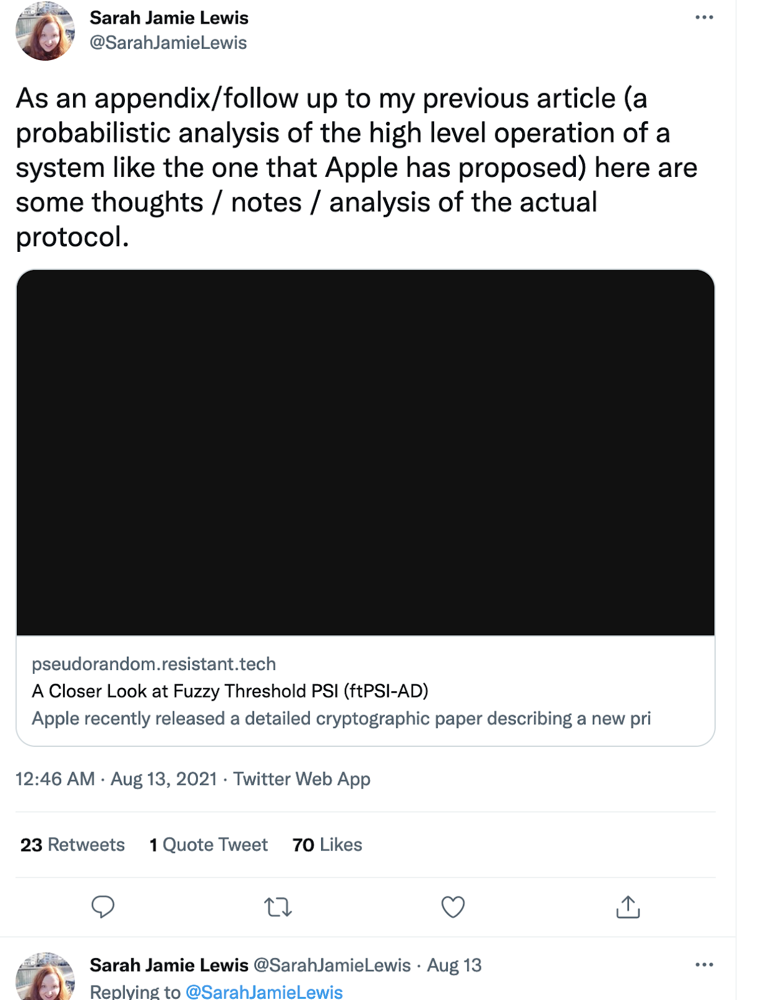 Sarah Jamie Lewis
@SarahJamieLewis
As an appendix/follow up to my previous article (a
probabilistic analysis of the high level operation of a
system like the one that Apple has proposed) here are
some thoughts / notes / analysis of the actual
protocol.
pseudorandom.resistant.tech
A Closer Look at Fuzzy Threshold PSI (ftPSI-AD)
Apple recently released a detailed cryptographic paper describing a new pri
12:46 AM · Aug 13, 2021 · Twitter Web App
23 Retweets 1 Quote Tweet 70 Likes
Sarah Jamie Lewis @SarahJamieLewis · Aug 13
Replying to @SarahJamieLewis